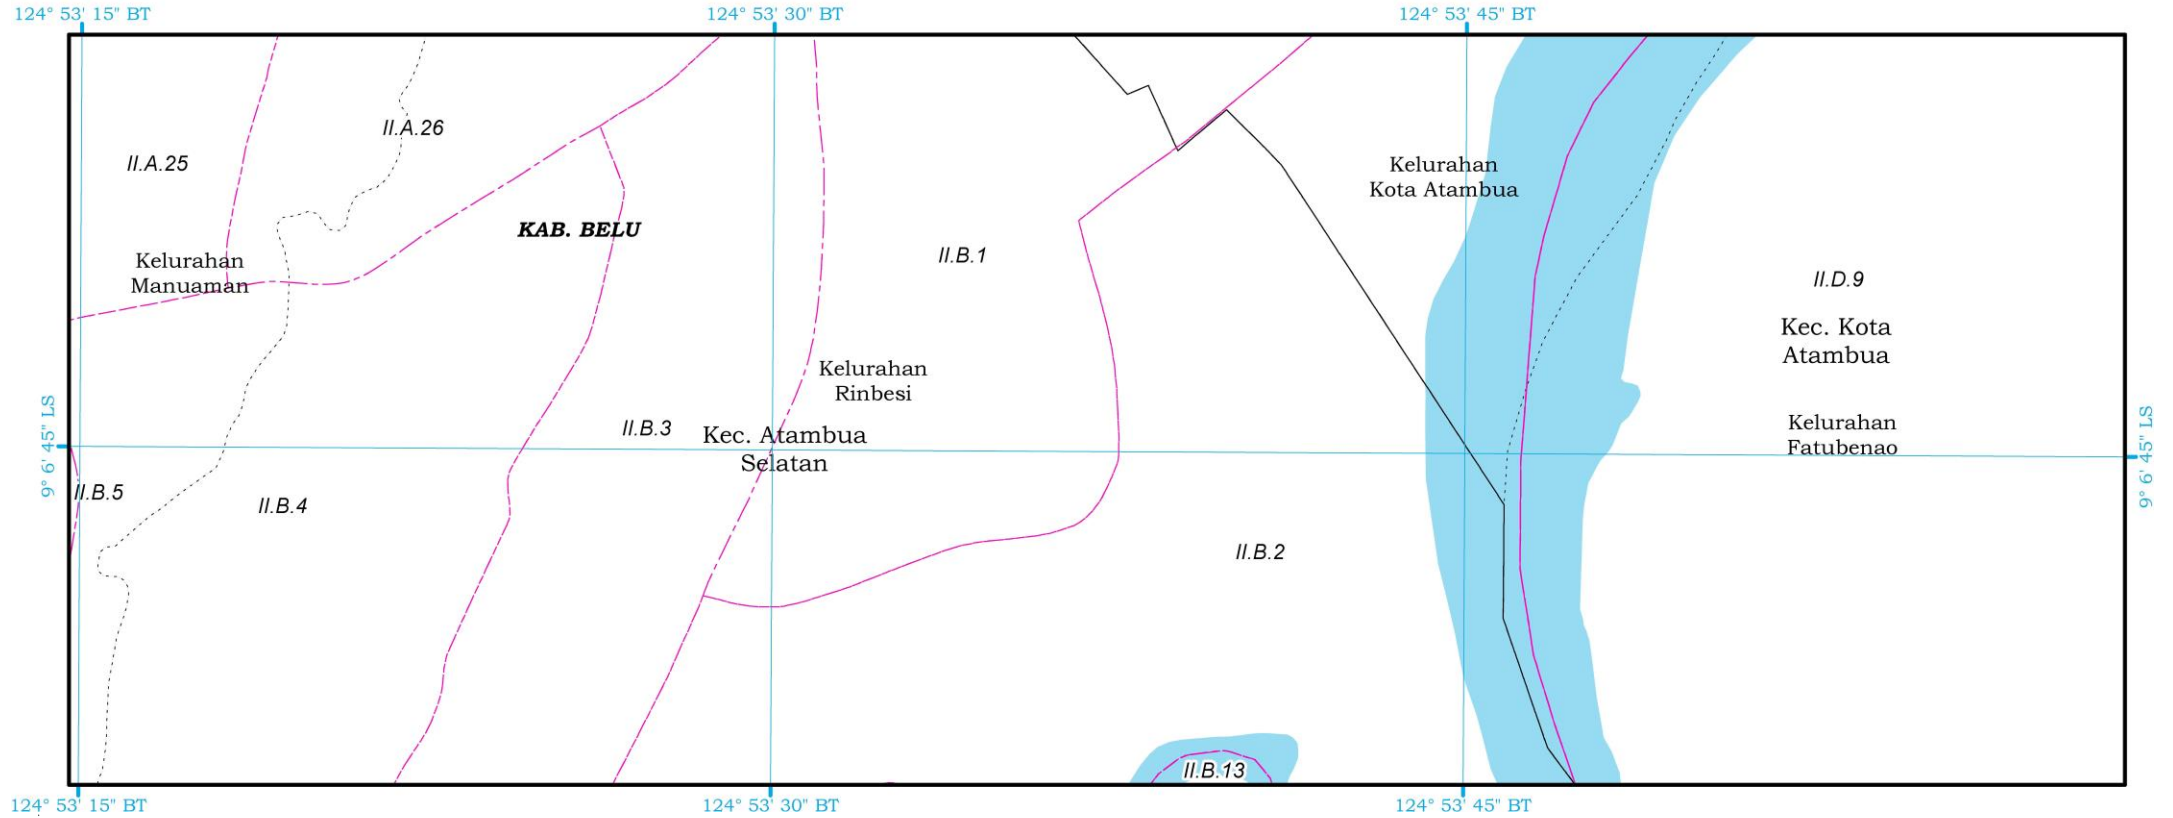 124° 53' 15" BT
124° 53' 30" BT
124° 53' 45" BT
II.A.26
II.A.25
Kelurahan
Kota Atambua
KAB. BELU
II.B.1
Kelurahan
Manuaman
II.D.9
Kec. Kota
Atambua
Kelurahan
Rinbesi
II.B.3
Kec. Atambua
Selatan
Kelurahan
Fatubenao
9° 6' 45" LS
9° 6' 45" LS
II.B.5
II.B.4
II.B.2
II.B.13
124° 53' 15" BT
124° 53' 30" BT
124° 53' 45" BT